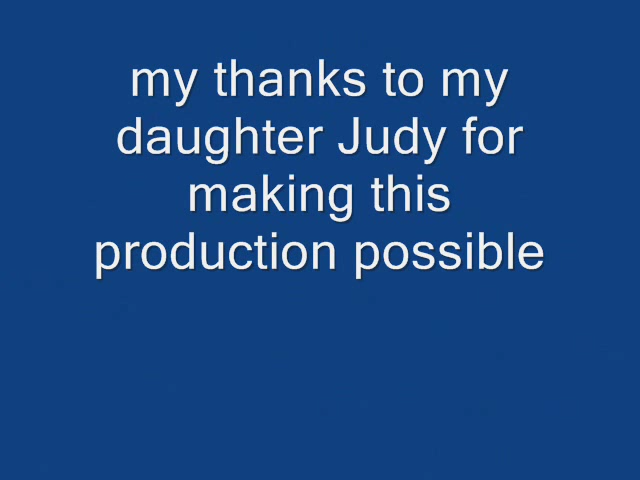 my thanks to my
daughter Judy for
making this
production possible